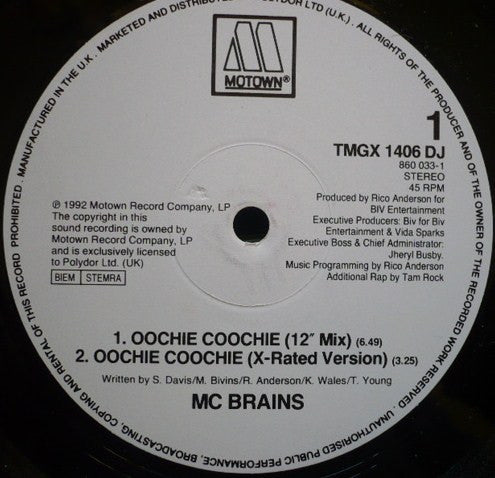 MOTOWN®
1
TMGX 1406 DJ
860 033-1
STEREO
45 RPM
Ⓟ 1992 Motown Record Company, LP
The copyright in this
sound recording is owned by
Motown Record Company, LP
and is exclusively licensed
to Polydor Ltd. (UK)
BIEM STEMRA
Produced by Rico Anderson for
BIV Entertainment
Executive Producers: Biv for Biv
Entertainment & Vida Sparks
Executive Boss & Chief Administrator:
Jheryl Busby.
Music Programming by Rico Anderson
Additional Rap by Tam Rock
1. OOCHIE COOCHIE (12″ Mix) (6.49)
2. OOCHIE COOCHIE (X-Rated Version) (3.25)
Written by S. Davis/M. Bivins/R. Anderson/K. Wales/T. Young
MC BRAINS
MANUFACTURED IN THE U.K. MARKETED AND DISTRIBUTED LTD (U.K.). ALL RIGHTS OF THE PRODUCER AND OF THE OWNER OF THE RECORDED WORK RESERVED. UNAUTHORISED PUBLIC PERFORMANCE, BROADCASTING, COPYING AND RENTAL OF THIS RECORD PROHIBITED.